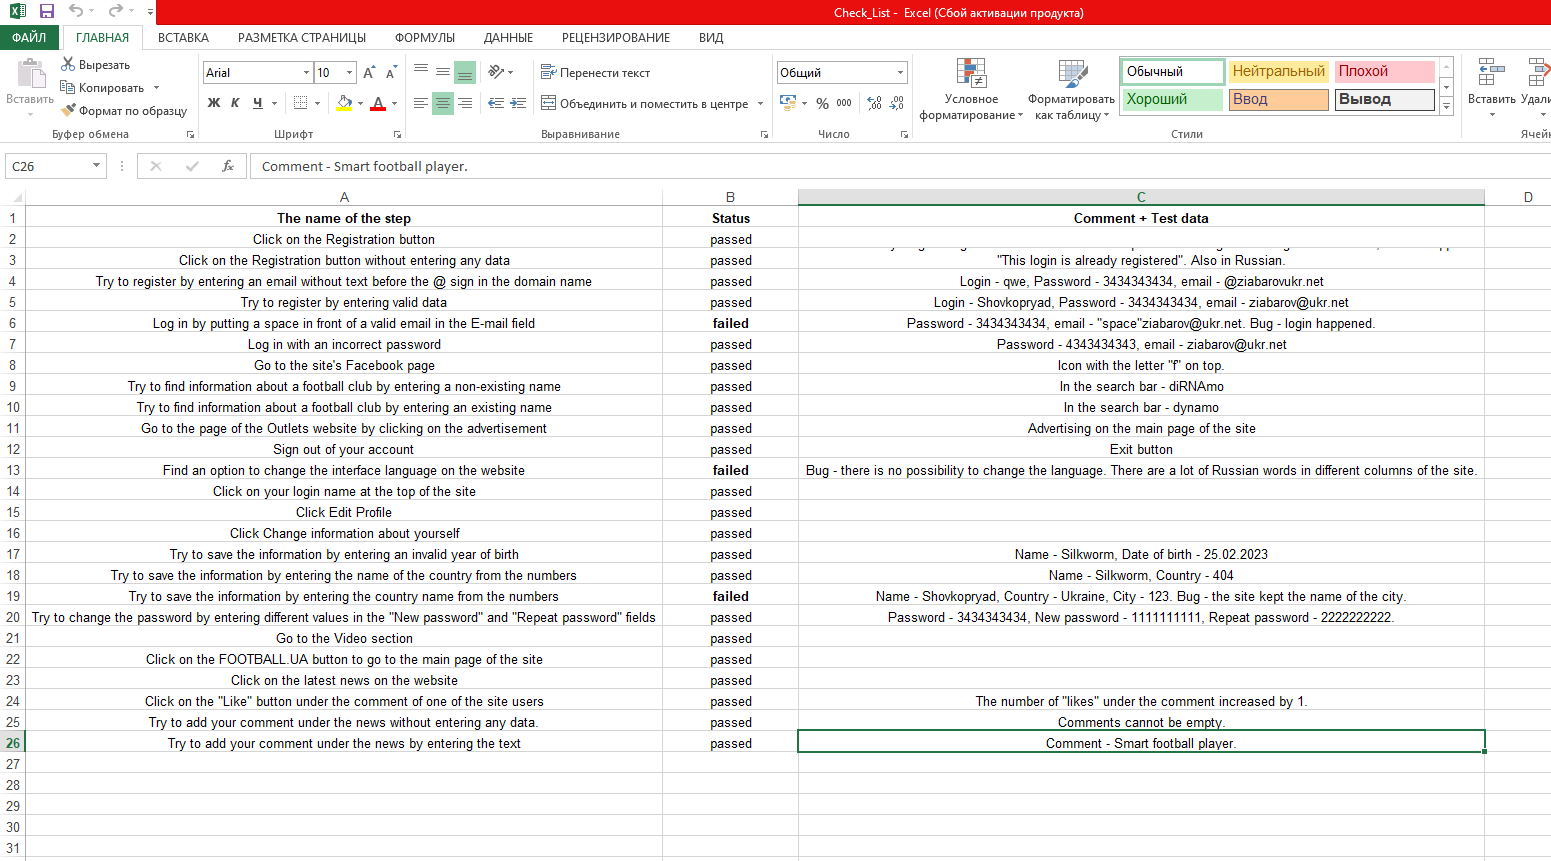 Check_List - Excel (Сбой активации продукта)
ФАЙЛ ГЛАВНАЯ ВСТАВКА РАЗМЕТКА СТРАНИЦЫ ФОРМУЛЫ ДАННЫЕ РЕЦЕНЗИРОВАНИЕ ВИД
Вставить
Вырезать
Копировать
Формат по образцу
Буфер обмена
Arial 10
Ж К Ч
Шрифт
Перенести текст
Объединить и поместить в центре
Выравнивание
Общий
% 000
Число
Условное форматирование
Форматировать как таблицу
Обычный Нейтральный Плохой
Хороший Ввод Вывод
Стили
Вставить Удали
Ячейк
C26 fx Comment - Smart football player.
A B C D
1 The name of the step Status Comment + Test data
2 Click on the Registration button passed
3 Click on the Registration button without entering any data passed "This login is already registered". Also in Russian.
4 Try to register by entering an email without text before the @ sign in the domain name passed Login - qwe, Password - 3434343434, email - @ziabarovukr.net
5 Try to register by entering valid data passed Login - Shovkopryad, Password - 3434343434, email - ziabarov@ukr.net
6 Log in by putting a space in front of a valid email in the E-mail field failed Password - 3434343434, email - "space"ziabarov@ukr.net. Bug - login happened.
7 Log in with an incorrect password passed Password - 4343434343, email - ziabarov@ukr.net
8 Go to the site's Facebook page passed Icon with the letter "f" on top.
9 Try to find information about a football club by entering a non-existing name passed In the search bar - diRNAmo
10 Try to find information about a football club by entering an existing name passed In the search bar - dynamo
11 Go to the page of the Outlets website by clicking on the advertisement passed Advertising on the main page of the site
12 Sign out of your account passed Exit button
13 Find an option to change the interface language on the website failed Bug - there is no possibility to change the language. There are a lot of Russian words in different columns of the site.
14 Click on your login name at the top of the site passed
15 Click Edit Profile passed
16 Click Change information about yourself passed
17 Try to save the information by entering an invalid year of birth passed Name - Silkworm, Date of birth - 25.02.2023
18 Try to save the information by entering the name of the country from the numbers passed Name - Silkworm, Country - 404
19 Try to save the information by entering the country name from the numbers failed Name - Shovkopryad, Country - Ukraine, City - 123. Bug - the site kept the name of the city.
20 Try to change the password by entering different values in the "New password" and "Repeat password" fields passed Password - 3434343434, New password - 1111111111, Repeat password - 2222222222.
21 Go to the Video section passed
22 Click on the FOOTBALL.UA button to go to the main page of the site passed
23 Click on the latest news on the website passed
24 Click on the "Like" button under the comment of one of the site users passed The number of "likes" under the comment increased by 1.
25 Try to add your comment under the news without entering any data. passed Comments cannot be empty.
26 Try to add your comment under the news by entering the text passed Comment - Smart football player.
27
28
29
30
31